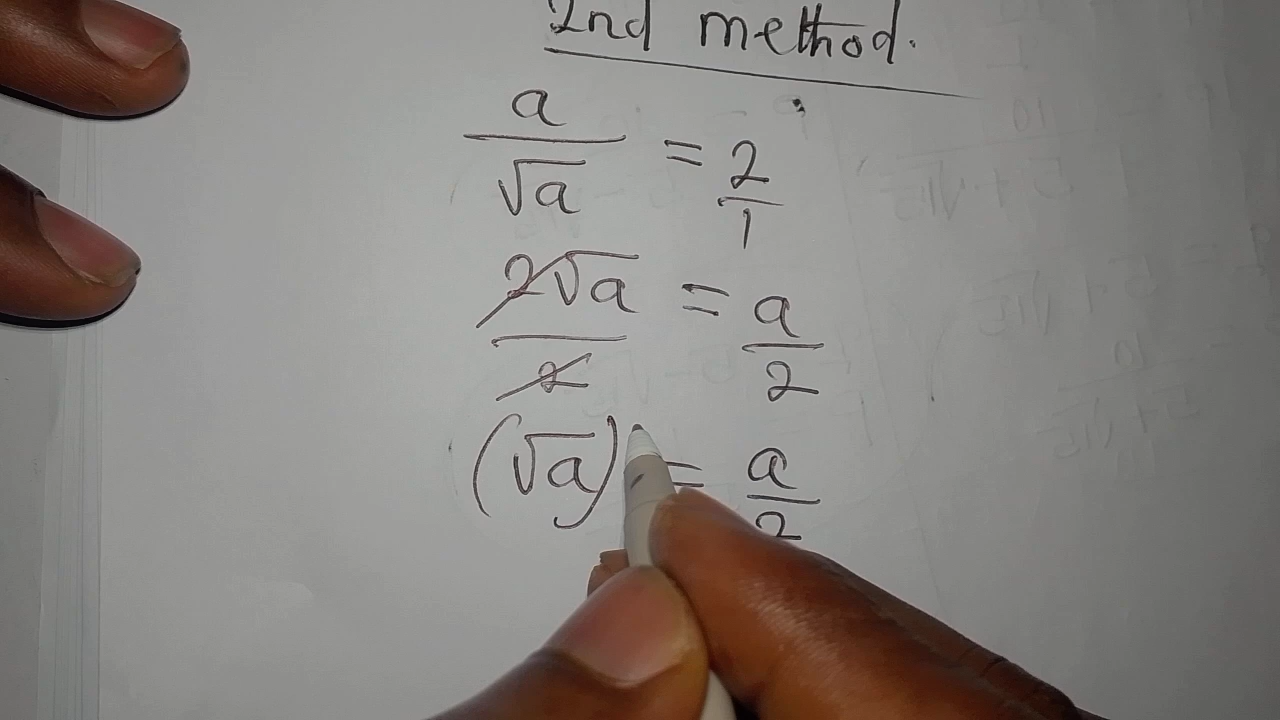 2nd method.
a/√a = 2/1
2√a/2 = a/2
(√a) = a/2